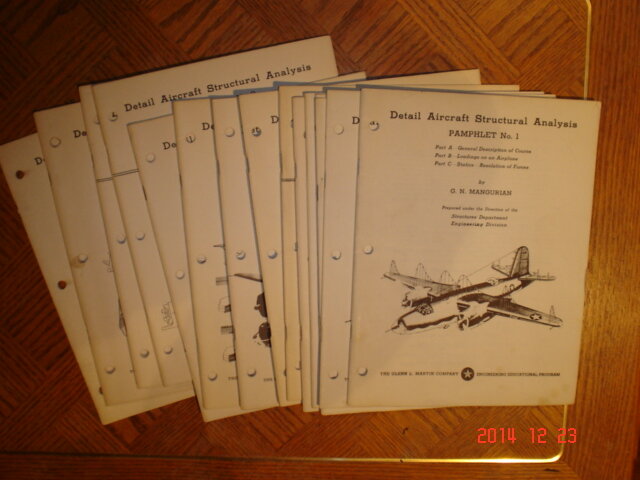 Detail Aircraft Structural Analysis
Detail Aircraft Structural Analysis
PAMPHLET No. 1
Part A - General Description of Course
Part B - Loadings on an Airplane
Part C - Statics - Resolution of Forces
by
G. N. MANGURIAN
Prepared under the Direction of the
Structures Department
Engineering Division
THE GLENN L. MARTIN COMPANY ENGINEERING EDUCATIONAL PROGRAM
2014 12 23